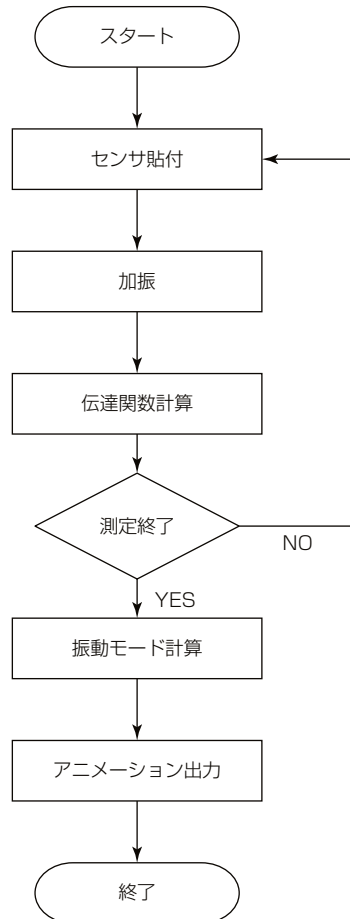 スタート
センサ貼付
加振
伝達関数計算
測定終了
NO
YES
振動モード計算
アニメーション出力
終了